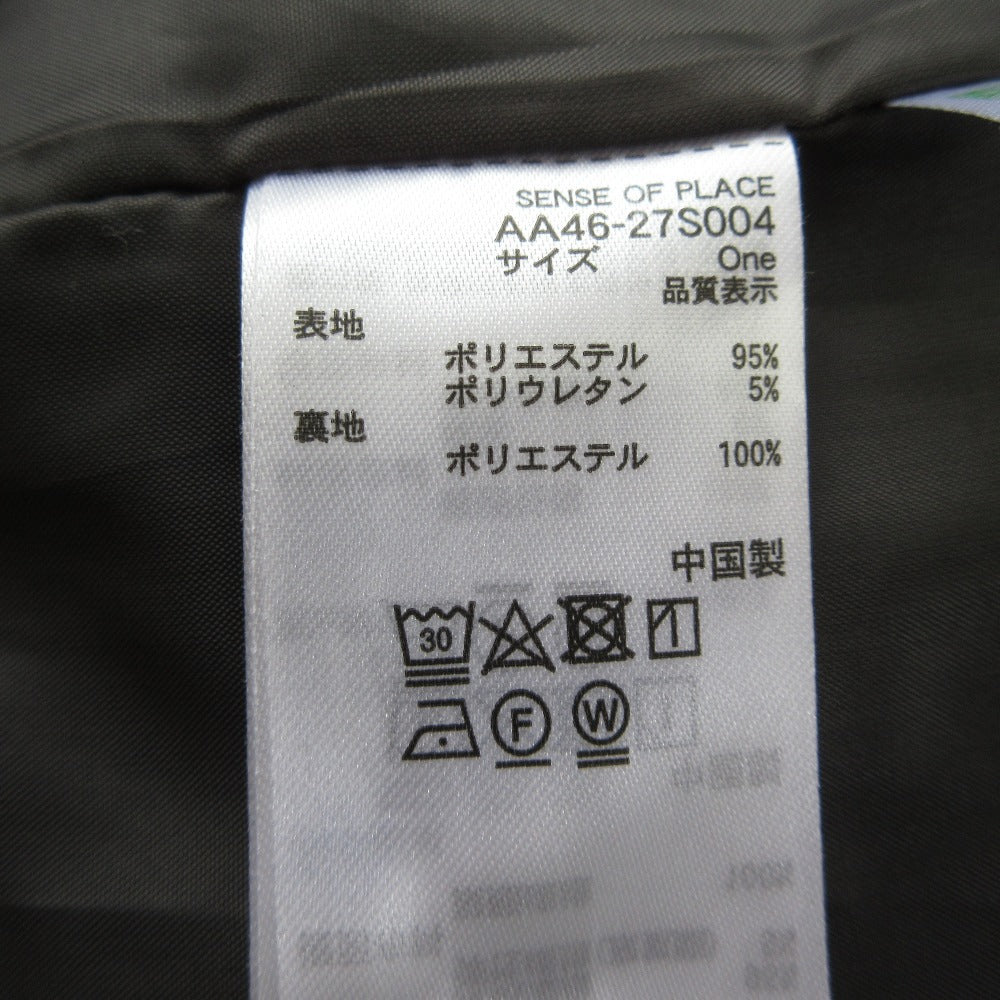 SENSE OF PLACE
AA46-27S004
サイズ One
品質表示
表地
ポリエステル 95%
ポリウレタン 5%
裏地
ポリエステル 100%
中国製
30
F W